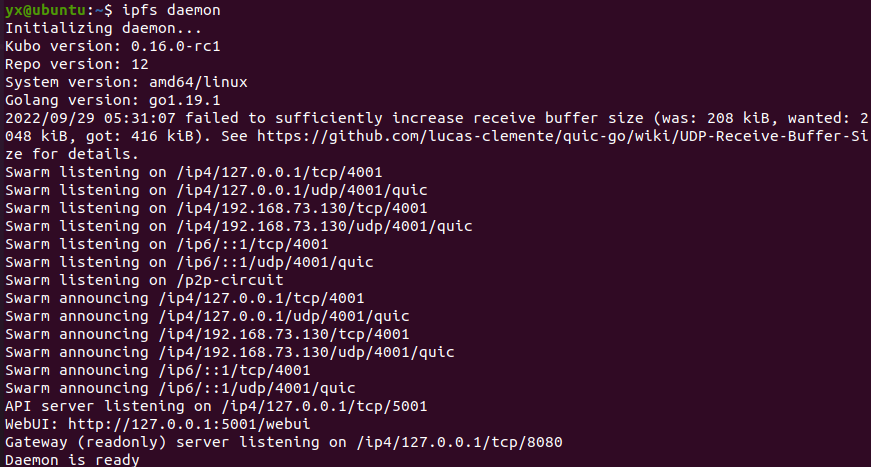 yx@ubuntu:~$ ipfs daemon
Initializing daemon...
Kubo version: 0.16.0-rc1
Repo version: 12
System version: amd64/linux
Golang version: go1.19.1
2022/09/29 05:31:07 failed to sufficiently increase receive buffer size (was: 208 kiB, wanted: 2
048 kiB, got: 416 kiB). See https://github.com/lucas-clemente/quic-go/wiki/UDP-Receive-Buffer-Si
ze for details.
Swarm listening on /ip4/127.0.0.1/tcp/4001
Swarm listening on /ip4/127.0.0.1/udp/4001/quic
Swarm listening on /ip4/192.168.73.130/tcp/4001
Swarm listening on /ip4/192.168.73.130/udp/4001/quic
Swarm listening on /ip6/::1/tcp/4001
Swarm listening on /ip6/::1/udp/4001/quic
Swarm listening on /p2p-circuit
Swarm announcing /ip4/127.0.0.1/tcp/4001
Swarm announcing /ip4/127.0.0.1/udp/4001/quic
Swarm announcing /ip4/192.168.73.130/tcp/4001
Swarm announcing /ip4/192.168.73.130/udp/4001/quic
Swarm announcing /ip6/::1/tcp/4001
Swarm announcing /ip6/::1/udp/4001/quic
API server listening on /ip4/127.0.0.1/tcp/5001
WebUI: http://127.0.0.1:5001/webui
Gateway (readonly) server listening on /ip4/127.0.0.1/tcp/8080
Daemon is ready